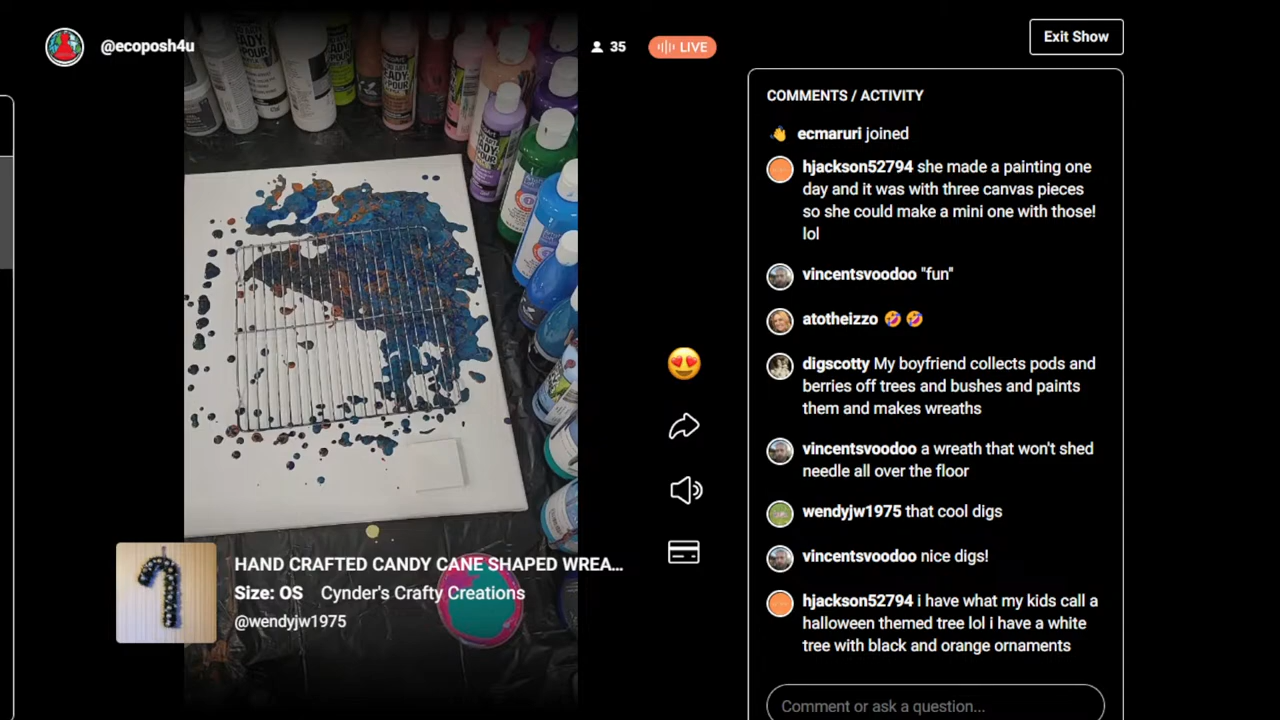 @ecoposh4u
35
LIVE
Exit Show
COMMENTS / ACTIVITY
ecmaruri joined
hjackson52794 she made a painting one
day and it was with three canvas pieces
so she could make a mini one with those!
lol
vincentsvoodoo "fun"
atotheizzo 🤣 🤣
digscotty My boyfriend collects pods and
berries off trees and bushes and paints
them and makes wreaths
vincentsvoodoo a wreath that won't shed
needle all over the floor
wendyjw1975 that cool digs
vincentsvoodoo nice digs!
hjackson52794 i have what my kids call a
halloween themed tree lol i have a white
tree with black and orange ornaments
Comment or ask a question...
HAND CRAFTED CANDY CANE SHAPED WREA...
Size: OS Cynder's Crafty Creations
@wendyjw1975